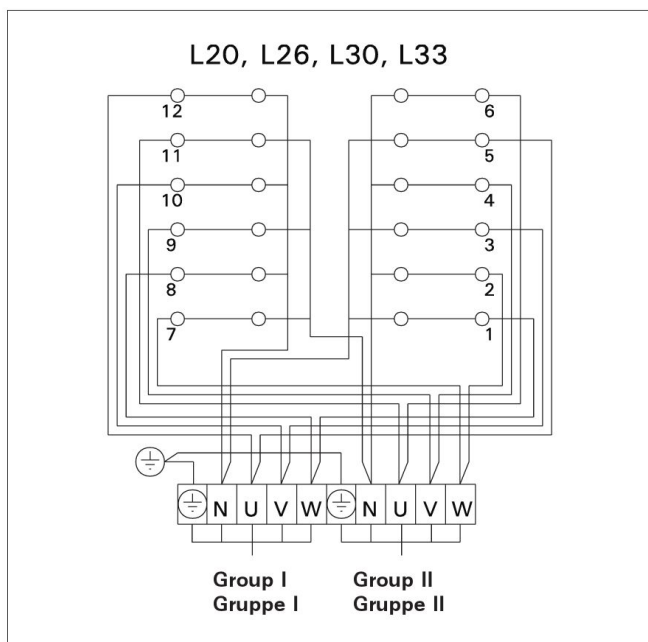 L20, L26, L30, L33
12 6
11 5
10 4
9 3
8 2
7 1
N U V W N U V W
Group I Group II
Gruppe I Gruppe II